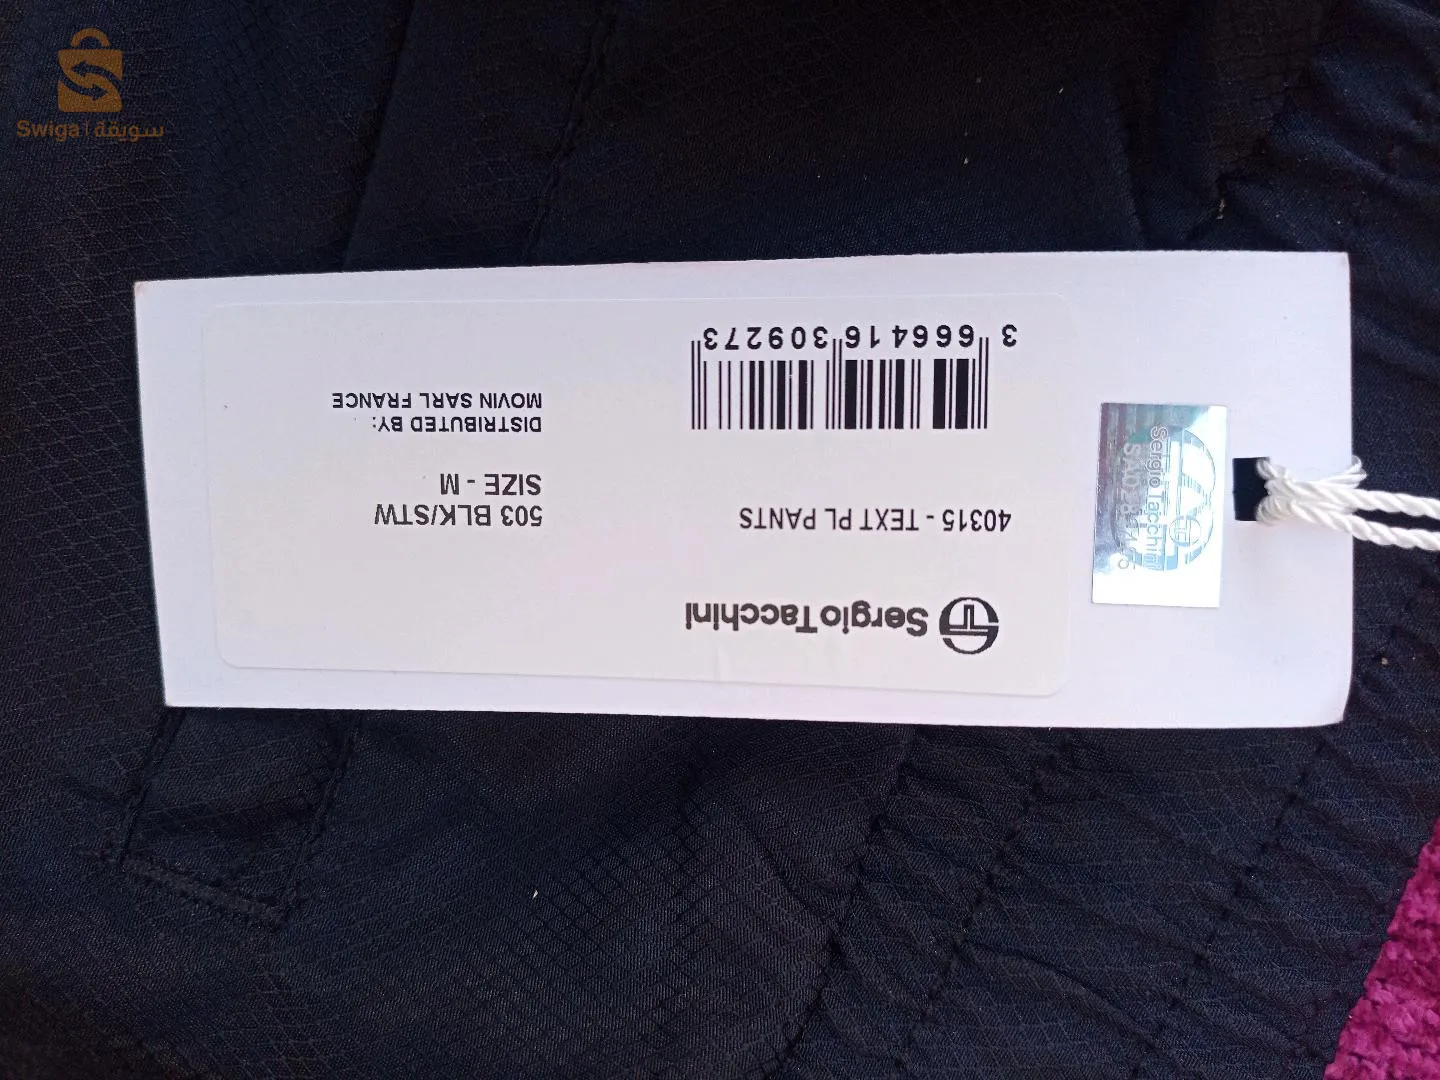 Swiga | سويقة
Sergio Tacchini
40315 - TEXT PL PANTS
503 BLK/STW
SIZE - M
DISTRIBUTED BY:
MOVIN SARL FRANCE
3 666416 309273
Sergio Tacchini